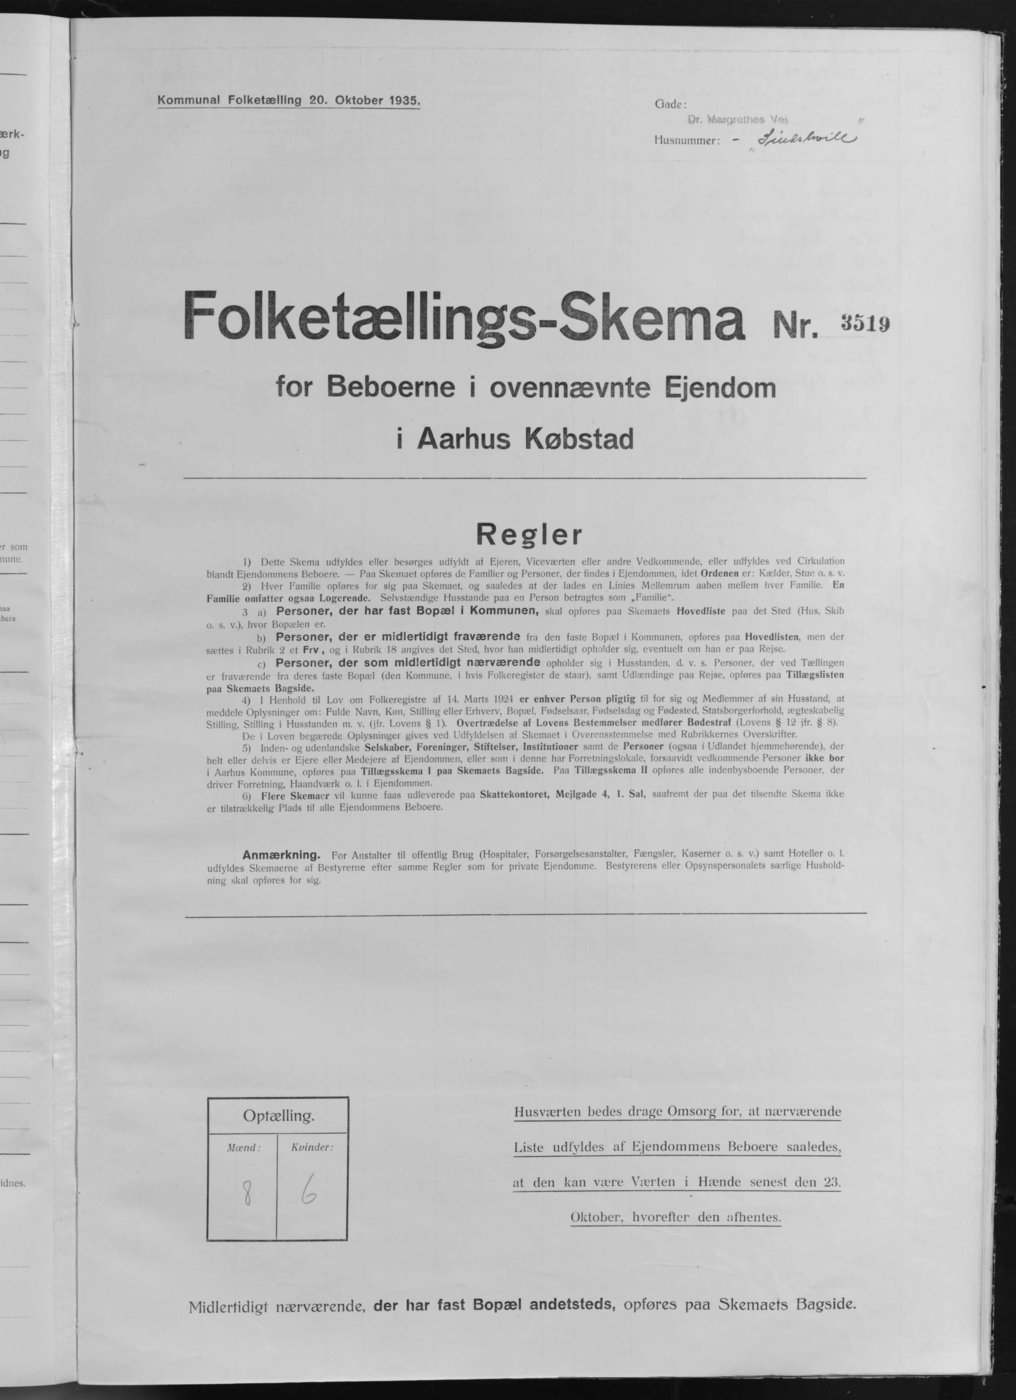 ærk-
g
er som
mune.
paa
bers
idnes.
Kommunal Folketælling 20. Oktober 1935.
Gade:
Dr. Margrethes Vej
Husnummer: -
Folketællings-Skema Nr. 3519
for Beboerne i ovennævnte Ejendom
i Aarhus Købstad
Regler
1) Dette Skema udfyldes eller besørges udfyldt af Ejeren, Viceværten eller andre Vedkommende, eller udfyldes ved Cirkulation
blandt Ejendommens Beboere. — Paa Skemaet opføres de Familier og Personer, der findes i Ejendommen, idet Ordenen er: Kælder, Stue o. s. v.
2) Hver Familie opføres for sig paa Skemaet, og saaledes at der lades en Linies Mellemrum aaben mellem hver Familie. En
Familie omfatter ogsaa Logerende. Selvstændige Husstande paa en Person betragtes som „Familie“.
3 a) Personer, der har fast Bopæl i Kommunen, skal opføres paa Skemaets Hovedliste paa det Sted (Hus, Skib
o. s. v.), hvor Bopælen er.
b) Personer, der er midlertidigt fraværende fra den faste Bopæl i Kommunen, opføres paa Hovedlisten, men der
sættes i Rubrik 2 et Frv., og i Rubrik 18 angives det Sted, hvor han midlertidigt opholder sig, eventuelt om han er paa Rejse.
c) Personer, der som midlertidigt nærværende opholder sig i Husstanden, d. v. s. Personer, der ved Tællingen
er fraværende fra deres faste Bopæl (den Kommune, i hvis Folkeregister de staar), samt Udlændinge paa Rejse, opføres paa Tillægslisten
paa Skemaets Bagside.
4) I Henhold til Lov om Folkeregistre af 14. Marts 1924 er enhver Person pligtig til for sig og Medlemmer af sin Husstand, at
meddele Oplysninger om: Fulde Navn, Køn, Stilling eller Erhverv, Bopæl, Fødselsaar, Fødselsdag og Fødested, Statsborgerforhold, ægteskabelig
Stilling, Stilling i Husstanden m. v. (jfr. Lovens § 1). Overtrædelse af Lovens Bestemmelser medfører Bødestraf (Lovens § 12 jfr. § 8).
De i Loven begærede Oplysninger gives ved Udfyldelsen af Skemaet i Overensstemmelse med Rubrikkernes Overskrifter.
5) Inden- og udenlandske Selskaber, Foreninger, Stiftelser, Institutioner samt de Personer (ogsaa i Udlandet hjemmehørende), der
helt eller delvis er Ejere eller Medejere af Ejendommen, eller som i denne har Forretningslokale, forsaavidt vedkommende Personer ikke bor
i Aarhus Kommune, opføres paa Tillægsskema I paa Skemaets Bagside. Paa Tillægsskema II opføres alle indenbysboende Personer, der
driver Forretning, Haandværk o. l. i Ejendommen.
6) Flere Skemaer vil kunne faas udleverede paa Skattekontoret, Mejlgade 4, 1. Sal, saafremt der paa det tilsendte Skema ikke
er tilstrækkelig Plads til alle Ejendommens Beboere.
Anmærkning. For Anstalter til offentlig Brug (Hospitaler, Forsørgelsesanstalter, Fængsler, Kaserner o. s. v.) samt Hoteller o. l.
udfyldes Skemaerne af Bestyrerne efter samme Regler som for private Ejendomme. Bestyrerens eller Opsynspersonalets særlige Hushold-
ning skal opføres for sig.
Optælling.
Mænd: Kvinder:
8 6
Husværten bedes drage Omsorg for, at nærværende
Liste udfyldes af Ejendommens Beboere saaledes,
at den kan være Værten i Hænde senest den 23.
Oktober, hvorefter den afhentes.
Midlertidigt nærværende, der har fast Bopæl andetsteds, opføres paa Skemaets Bagside.